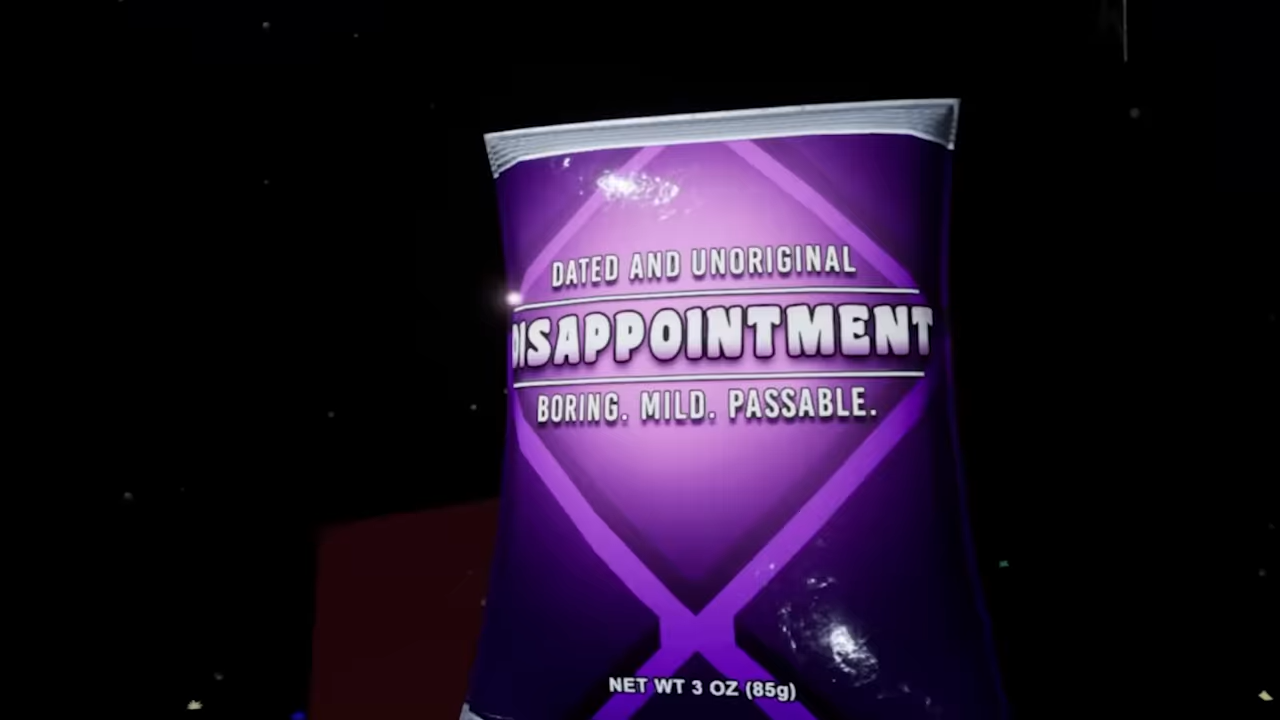 DATED AND UNORIGINAL
DISAPPOINTMENT
BORING. MILD. PASSABLE.
NET WT 3 OZ (85g)